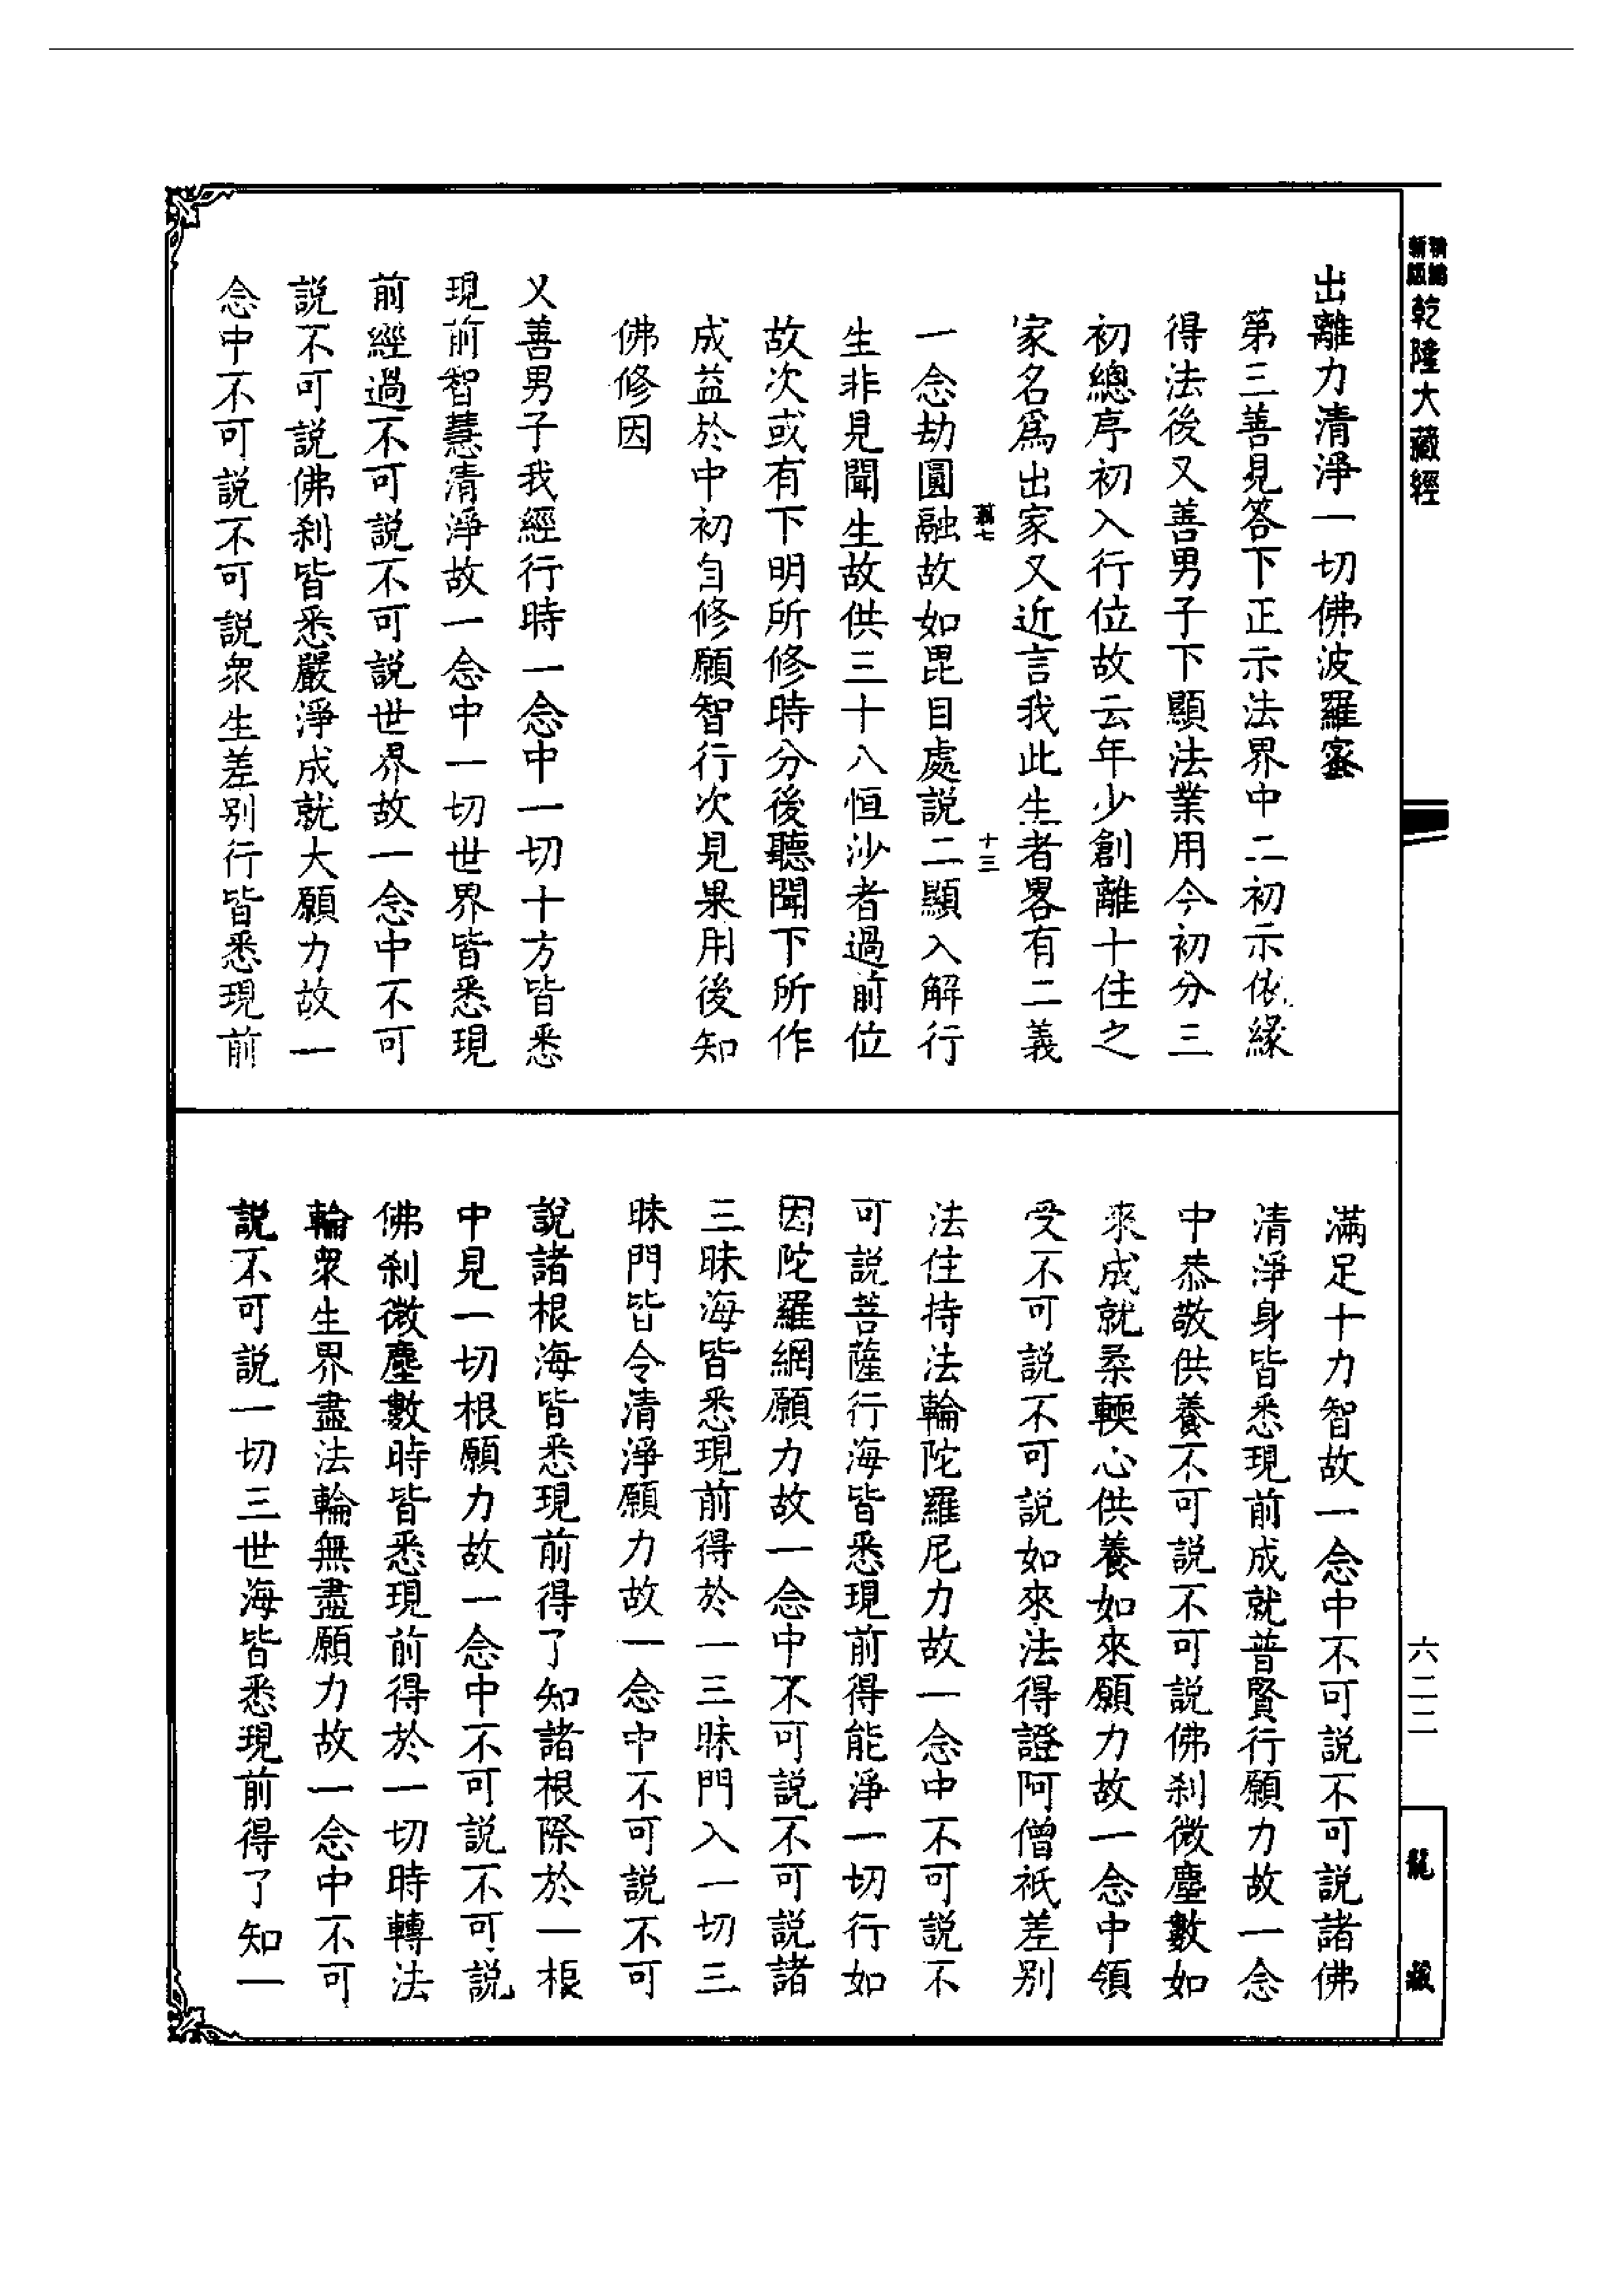 精編
新版
乾隆大藏經
出離力清淨一切佛波羅蜜
第三善見答下正示法界中二初示依緣
得法後又善男子下顯法業用今初分三
初總序初入行位故云年少創離十住之
家名爲出家又近言我此生者畧有二義
一念劫圓融故如毘目處說二顯入解行
十三
生非見聞生故供三十八恒沙者過前位
故次或有下明所修時分後聽聞下所作
成益於中初自修願智行次見果用後知
佛修因
又善男子我經行時一念中一切十方皆悉
現前智慧清淨故一念中一切世界皆悉現
前經過不可說不可說世界故一念中不可
說不可說佛刹皆悉嚴淨成就大願力故一
念中不可說不可說衆生差別行皆悉現前
滿足十力智故一念中不可說不可說諸佛
清淨身皆悉現前成就普賢行願力故一念
中恭敬供養不可說不可說佛刹微塵數如
來成就柔輭心供養如來願力故一念中領
受不可說不可說如來法得證阿僧祇差別
法住持法輪陀羅尼力故一念中不可說不
可說菩薩行海皆悉現前得能淨一切行如
因陀羅網願力故一念中不可說不可說諸
三昧海皆悉現前得於一三昧門入一切三
昧門皆令清淨願力故一念中不可說不可
說諸根海皆悉現前得了知諸根際於一根
中見一切根願力故一念中不可說不可說
佛刹微塵數時皆悉現前得於一切時轉法
輪衆生界盡法輪無盡願力故一念中不可
說不可說一切三世海皆悉現前得了知一
六二二
龍藏